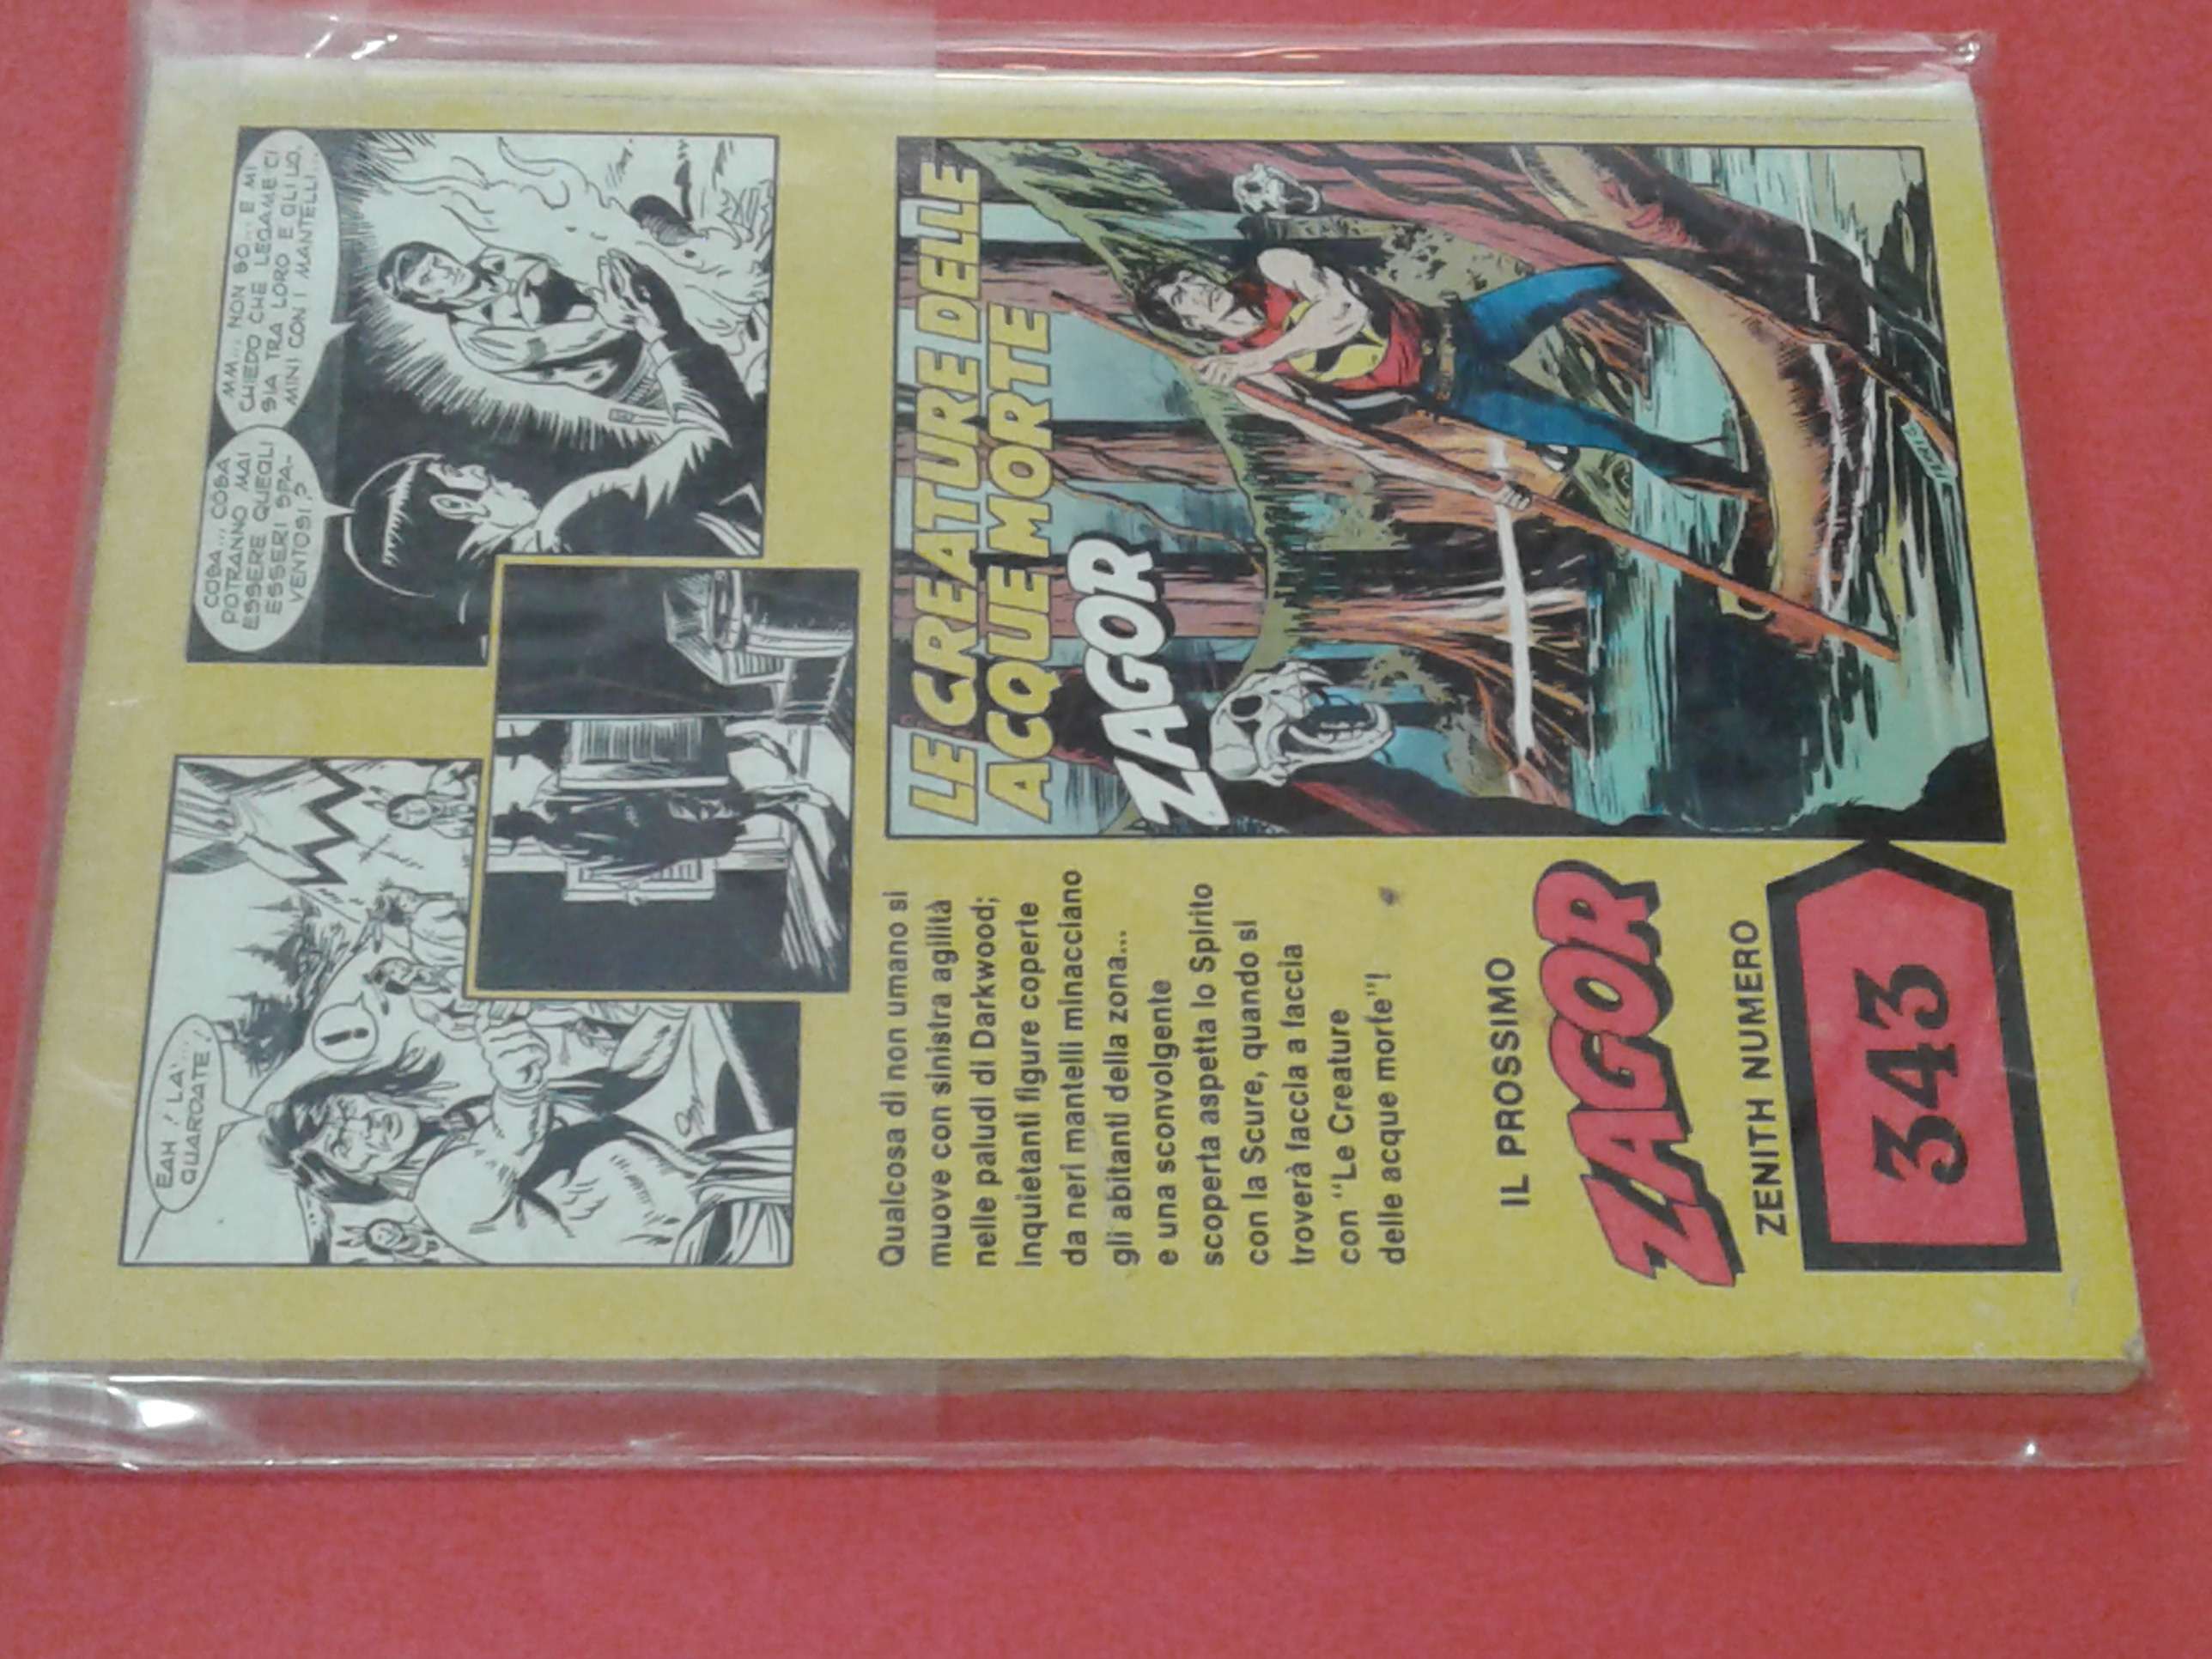 EAH! LA'...
GUARDATE!
!
COSA... COSA
POTRANNO MAI
ESSERE QUEGLI
ESSERI SPA-
VENTOSI?
MM... NON SO... E MI
CHIEDO CHE LEGAME CI
SIA TRA LORO E GLI UO-
MINI CON I MANTELLI...
Qualcosa di non umano si
muove con sinistra agilità
nelle paludi di Darkwood;
inquietanti figure coperte
da neri mantelli minacciano
gli abitanti della zona...
e una sconvolgente
scoperta aspetta lo Spirito
con la Scure, quando si
troverà faccia a faccia
con "Le Creature
delle acque morte"!
IL PROSSIMO
ZAGOR
ZENITH NUMERO
343
LE CREATURE DELLE
ACQUE MORTE
ZAGOR